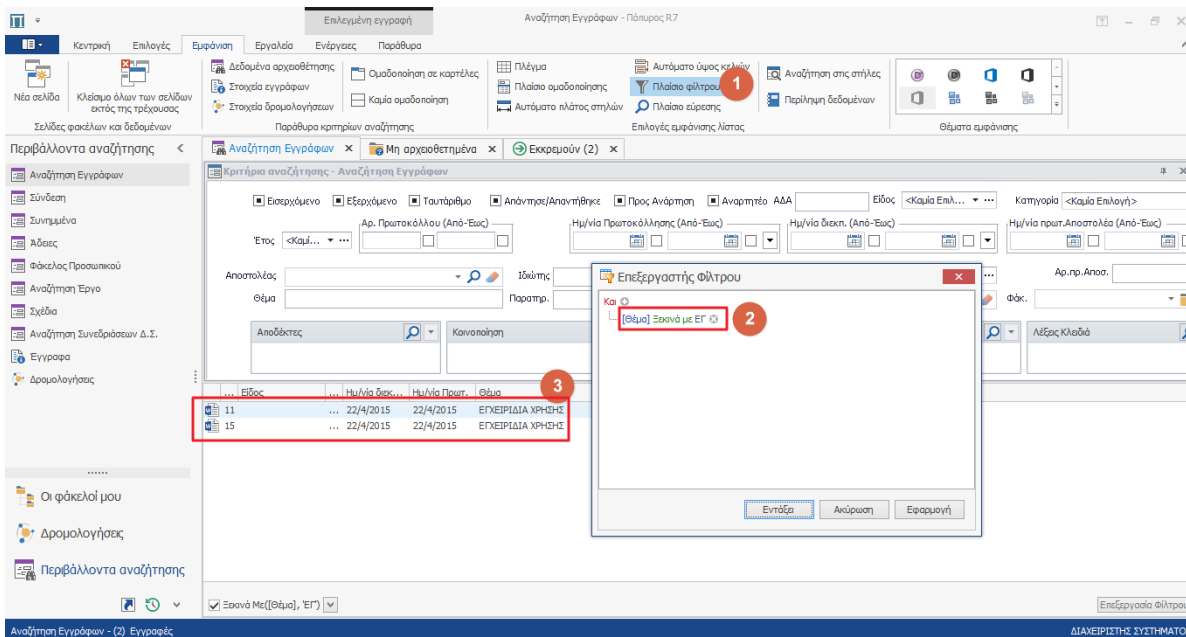 Επιλεγμένη εγγραφή
Αναζήτηση Εγγράφων - Πάπυρος R7
Κεντρική Επιλογές Εμφάνιση Εργαλεία Ενέργειες Παράθυρα
Νέα σελίδα
Κλείσιμο όλων των σελίδων εκτός της τρέχουσας
Σελίδες φακέλων και δεδομένων
Δεδομένα αρχειοθέτησης
Στοιχεία εγγράφων
Στοιχεία δρομολογήσεων
Ομαδοποίηση σε καρτέλες
Καμία ομαδοποίηση
Παράθυρα κριτηρίων αναζήτησης
Πλέγμα
Πλαίσιο ομαδοποίησης
Αυτόματο πλάτος στηλών
Αυτόματο ύψος κελιών
Πλαίσιο φίλτρου
1
Πλαίσιο εύρεσης
Αναζήτηση στις στήλες
Περίληψη δεδομένων
Επιλογές εμφάνισης λίστας
Θέματα εμφάνισης
Περιβάλλοντα αναζήτησης
Αναζήτηση Εγγράφων
Σύνδεση
Συνημμένα
Άδειες
Φάκελος Προσωπικού
Αναζήτηση Έργο
Σχέδια
Αναζήτηση Συνεδριάσεων Δ.Σ.
Έγγραφα
Δρομολογήσεις
Οι φάκελοί μου
Δρομολογήσεις
Περιβάλλοντα αναζήτησης
Αναζήτηση Εγγράφων Μη αρχειοθετημένα Εκκρεμούν (2)
Κριτήρια αναζήτησης - Αναζήτηση Εγγράφων
Εισερχόμενο Εξερχόμενο Ταυτάριθμο Απάντησε/Απαντήθηκε Προς Ανάρτηση Αναρτητέο ΑΔΑ Είδος <Καμία Επιλ... Κατηγορία <Καμία Επιλογή>
Έτος <Καμί... Αρ. Πρωτοκόλλου (Από-Έως) Ημ/νία Πρωτοκόλλησης (Από-Έως) Ημ/νία διεκπ. (Από-Έως) Ημ/νία πρωτ.Αποστολέα (Από-Έως)
Αποστολέας Ιδιώτης Αρ.πρ.Αποσ.
Θέμα Παρατηρ. Φάκ.
Αποδέκτες Κοινοποίηση Λέξεις Κλειδιά
Επεξεργαστής Φίλτρου
Και
[Θέμα] Ξεκινά με ΕΓ
2
Εντάξει Ακύρωση Εφαρμογή
3
... Είδος ... Ημ/νία διεκ... Ημ/νία Πρωτ. Θέμα
11 ... 22/4/2015 22/4/2015 ΕΓΧΕΙΡΙΔΙΑ ΧΡΗΣΗΣ
15 ... 22/4/2015 22/4/2015 ΕΓΧΕΙΡΙΔΙΑ ΧΡΗΣΗΣ
Ξεκινά Με([Θέμα], 'ΕΓ')
Επεξεργασία Φίλτρου
Αναζήτηση Εγγράφων - (2) Εγγραφές
ΔΙΑΧΕΙΡΙΣΤΗΣ ΣΥΣΤΗΜΑΤΟ